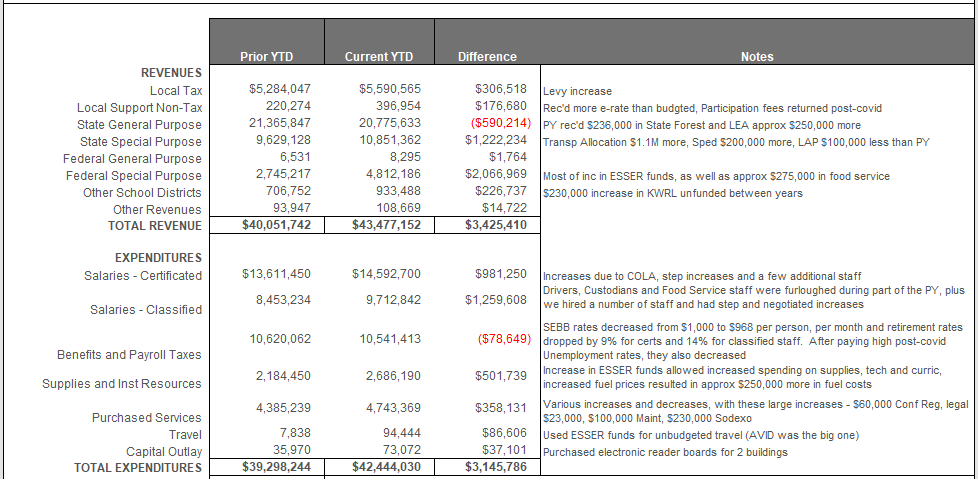 Prior YTD Current YTD Difference Notes
REVENUES
Local Tax $5,284,047 $5,590,565 $306,518 Levy increase
Local Support Non-Tax 220,274 396,954 $176,680 Rec'd more e-rate than budgted, Participation fees returned post-covid
State General Purpose 21,365,847 20,775,633 ($590,214) PY rec'd $236,000 in State Forest and LEA approx $250,000 more
State Special Purpose 9,629,128 10,851,362 $1,222,234 Transp Allocation $1.1M more, Sped $200,000 more, LAP $100,000 less than PY
Federal General Purpose 6,531 8,295 $1,764
Federal Special Purpose 2,745,217 4,812,186 $2,066,969 Most of inc in ESSER funds, as well as approx $275,000 in food service
Other School Districts 706,752 933,488 $226,737 $230,000 increase in KWRL unfunded between years
Other Revenues 93,947 108,669 $14,722
TOTAL REVENUE $40,051,742 $43,477,152 $3,425,410
EXPENDITURES
Salaries - Certificated $13,611,450 $14,592,700 $981,250 Increases due to COLA, step increases and a few additional staff
Salaries - Classified 8,453,234 9,712,842 $1,259,608 Drivers, Custodians and Food Service staff were furloughed during part of the PY, plus
we hired a number of staff and had step and negotiated increases
Benefits and Payroll Taxes 10,620,062 10,541,413 ($78,649) SEBB rates decreased from $1,000 to $968 per person, per month and retirement rates
dropped by 9% for certs and 14% for classified staff. After paying high post-covid
Unemployment rates, they also decreased
Supplies and Inst Resources 2,184,450 2,686,190 $501,739 Increase in ESSER funds allowed increased spending on supplies, tech and curric,
increased fuel prices resulted in approx $250,000 more in fuel costs
Purchased Services 4,385,239 4,743,369 $358,131 Various increases and decreases, with these large increases - $60,000 Conf Reg, legal
$23,000, $100,000 Maint, $230,000 Sodexo
Travel 7,838 94,444 $86,606 Used ESSER funds for unbudgeted travel (AVID was the big one)
Capital Outlay 35,970 73,072 $37,101 Purchased electronic reader boards for 2 buildings
TOTAL EXPENDITURES $39,298,244 $42,444,030 $3,145,786